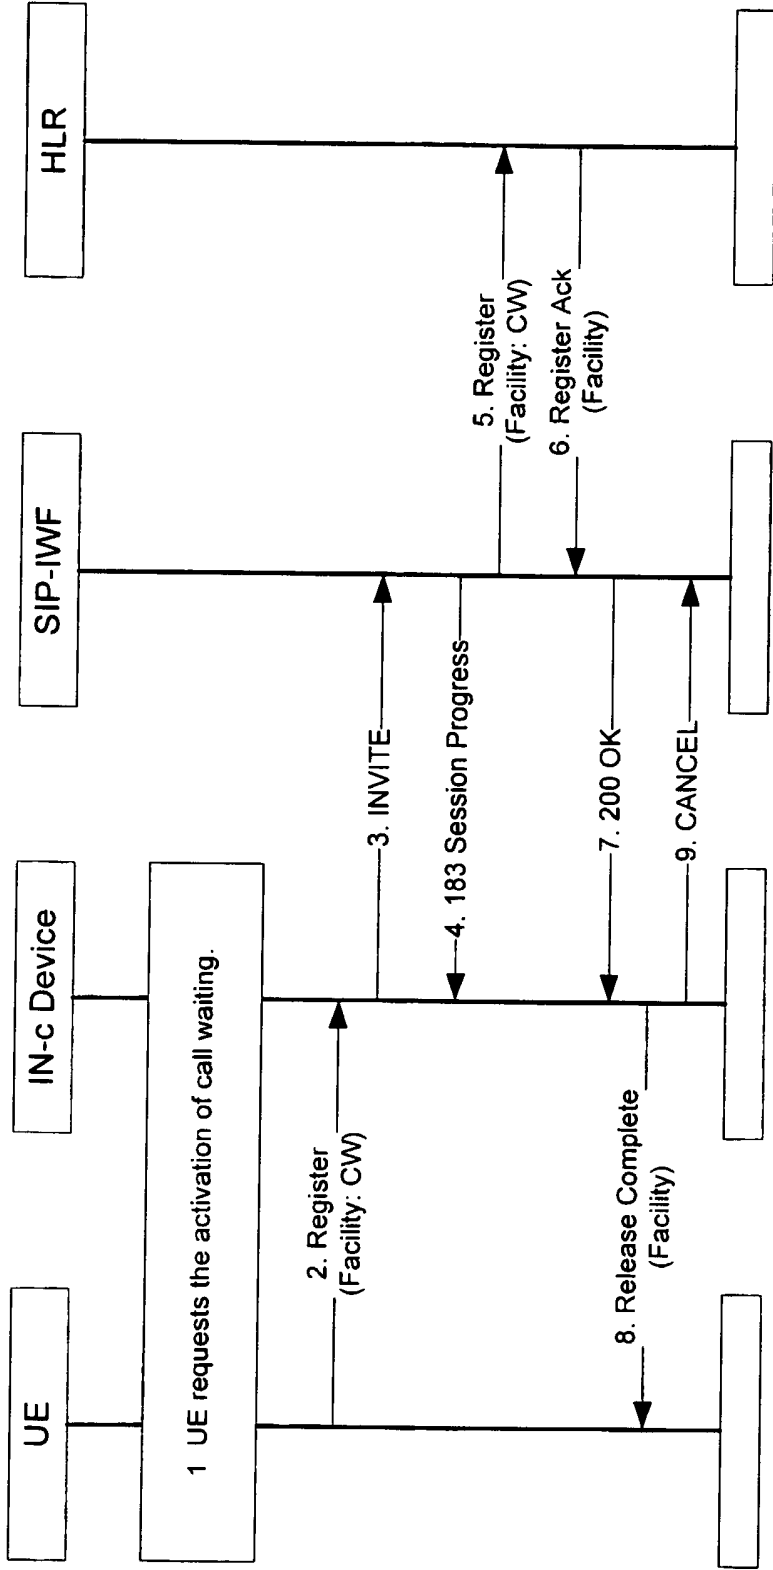 UE
IN-c Device
SIP-IWF
HLR
1 UE requests the activation of call waiting.
2. Register
(Facility: CW)
3. INVITE
4. 183 Session Progress
5. Register
(Facility: CW)
6. Register Ack
(Facility)
7. 200 OK
8. Release Complete
(Facility)
9. CANCEL